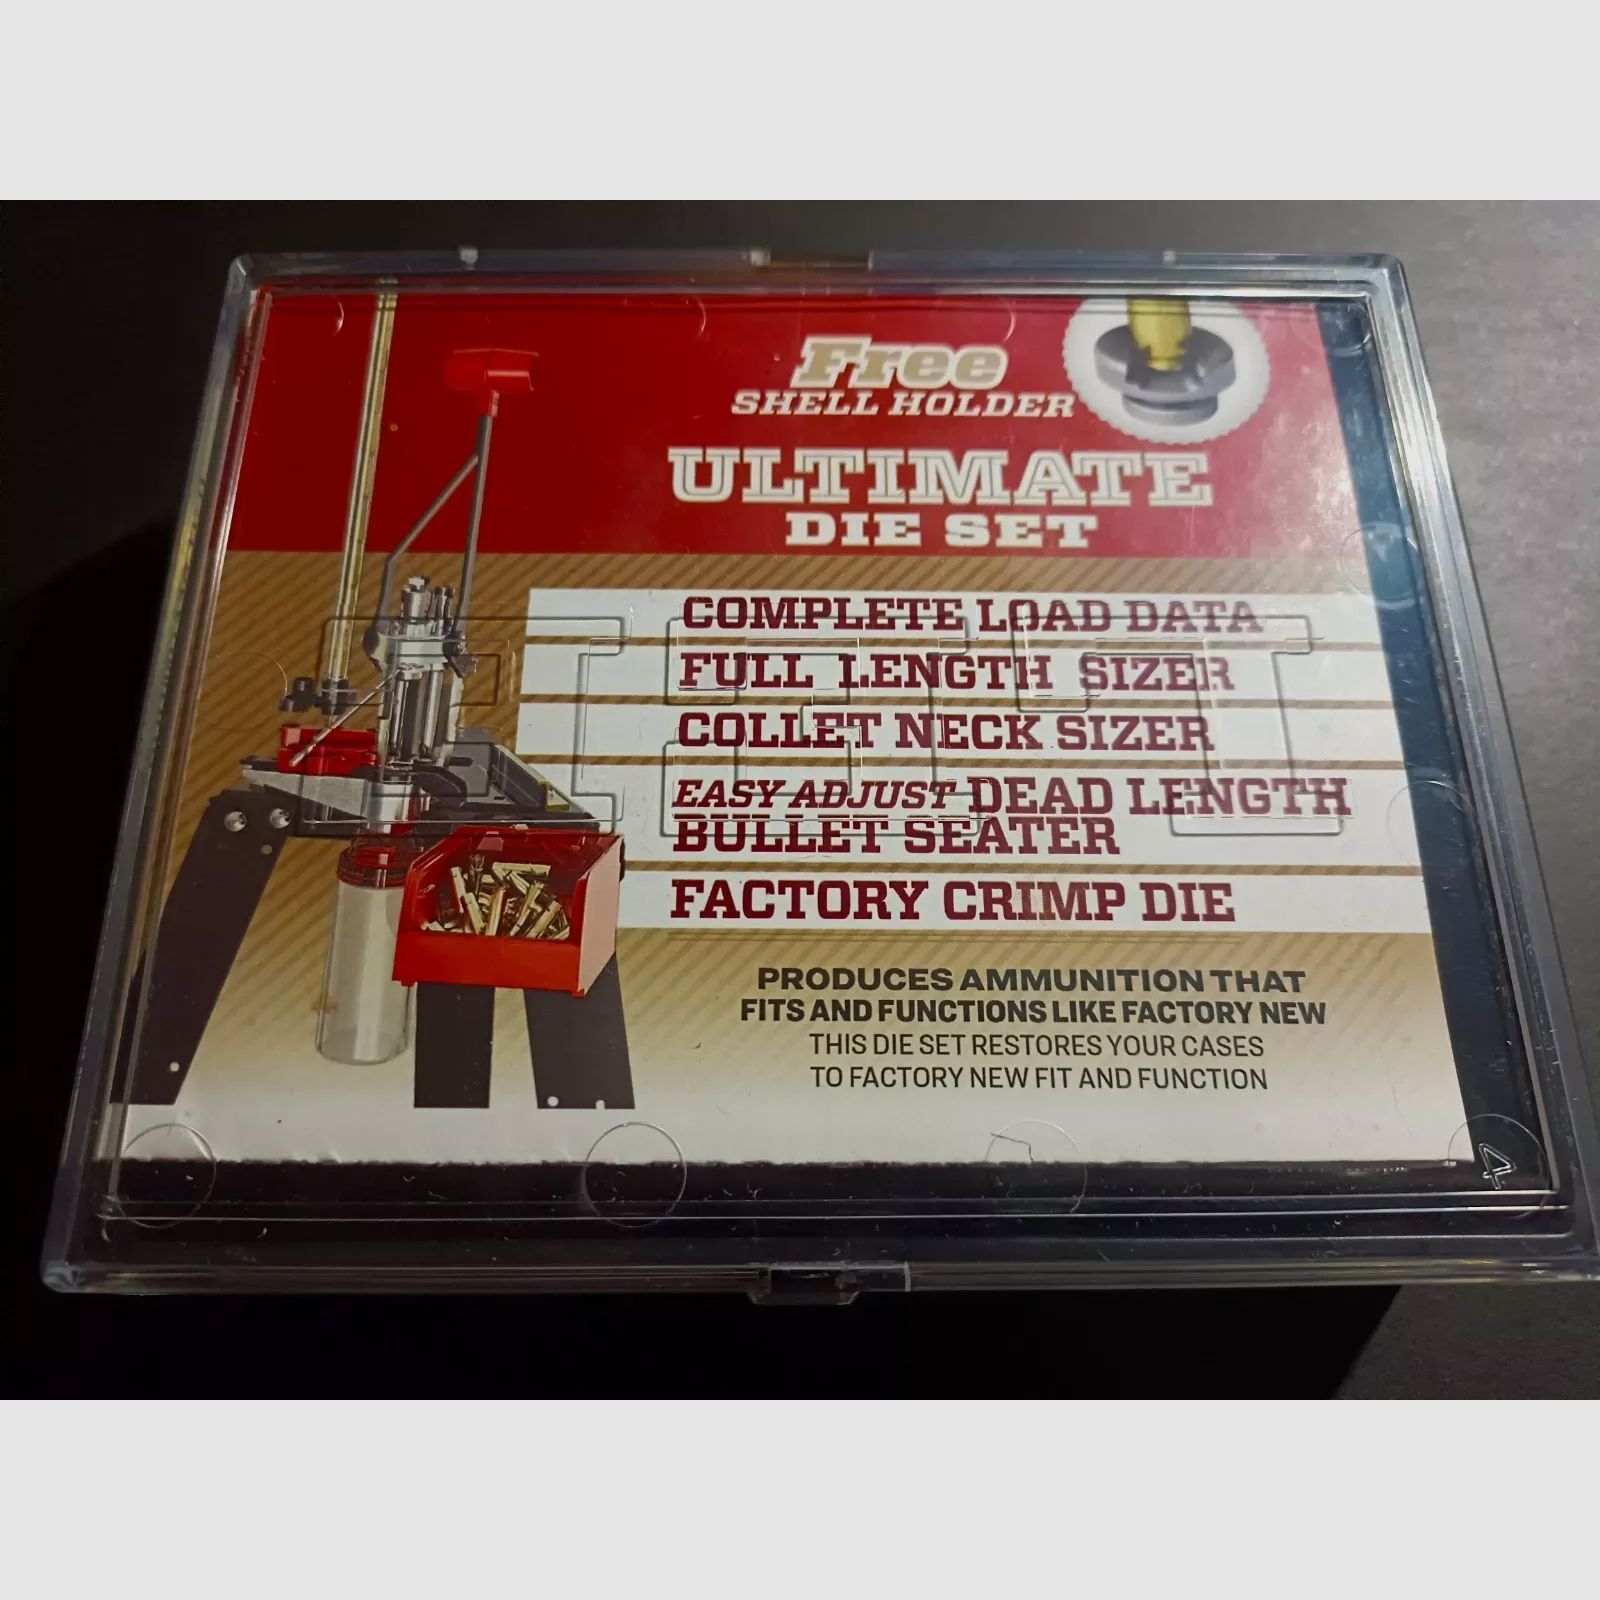 Free
SHELL HOLDER
ULTIMATE
DIE SET
COMPLETE LOAD DATA
FULL LENGTH SIZER
COLLET NECK SIZER
EASY ADJUST DEAD LENGTH
BULLET SEATER
FACTORY CRIMP DIE
PRODUCES AMMUNITION THAT
FITS AND FUNCTIONS LIKE FACTORY NEW
THIS DIE SET RESTORES YOUR CASES
TO FACTORY NEW FIT AND FUNCTION
4